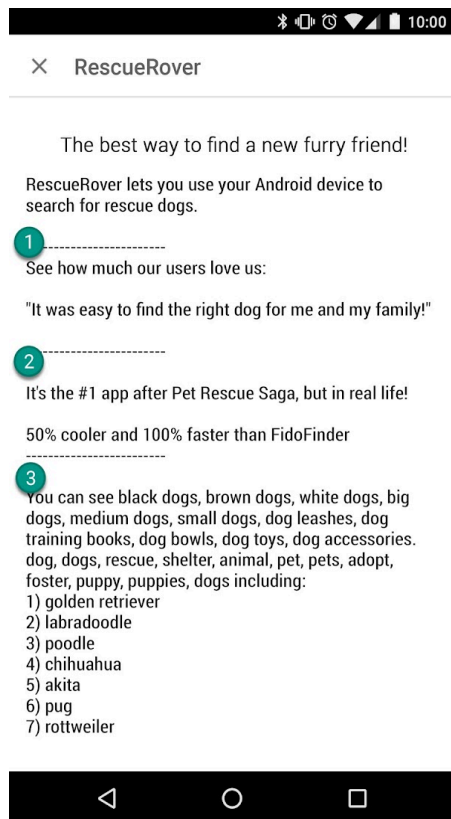 10:00
RescueRover
The best way to find a new furry friend!
RescueRover lets you use your Android device to
search for rescue dogs.
1
-----------------------
See how much our users love us:
"It was easy to find the right dog for me and my family!"
-----------------------
2
It's the #1 app after Pet Rescue Saga, but in real life!
50% cooler and 100% faster than FidoFinder
-------------------------
3
You can see black dogs, brown dogs, white dogs, big
dogs, medium dogs, small dogs, dog leashes, dog
training books, dog bowls, dog toys, dog accessories.
dog, dogs, rescue, shelter, animal, pet, pets, adopt,
foster, puppy, puppies, dogs including:
1) golden retriever
2) labradoodle
3) poodle
4) chihuahua
5) akita
6) pug
7) rottweiler